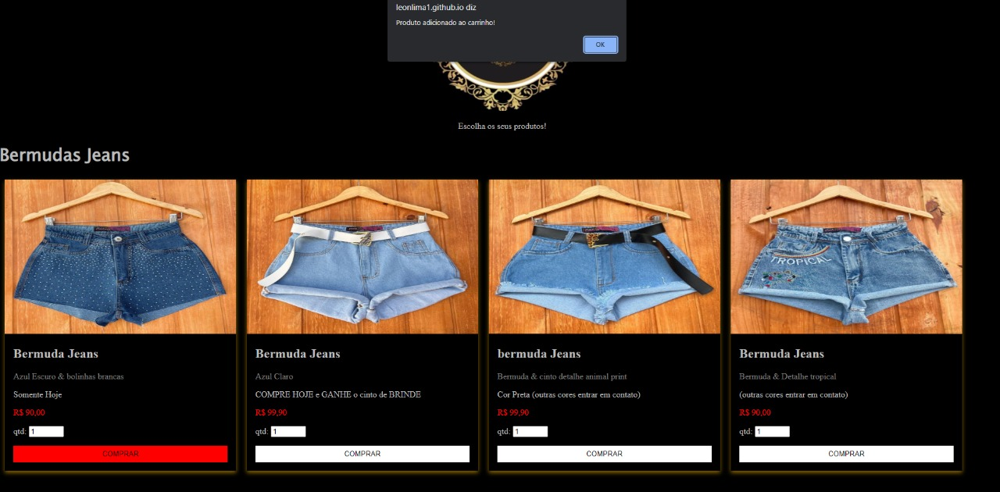 leonlima1.github.io diz
Produto adicionado ao carrinho!
OK
Escolha os seus produtos!
Bermudas Jeans
TROPICAL
Bermuda Jeans
Azul Escuro & bolinhas brancas
Somente Hoje
R$ 90,00
qtd: 1
COMPRAR
Bermuda Jeans
Azul Claro
COMPRE HOJE e GANHE o cinto de BRINDE
R$ 99,90
qtd: 1
COMPRAR
bermuda Jeans
Bermuda & cinto detalhe animal print
Cor Preta (outras cores entrar em contato)
R$ 99,90
qtd: 1
COMPRAR
Bermuda Jeans
Bermuda & Detalhe tropical
(outras cores entrar em contato)
R$ 90,00
qtd: 1
COMPRAR